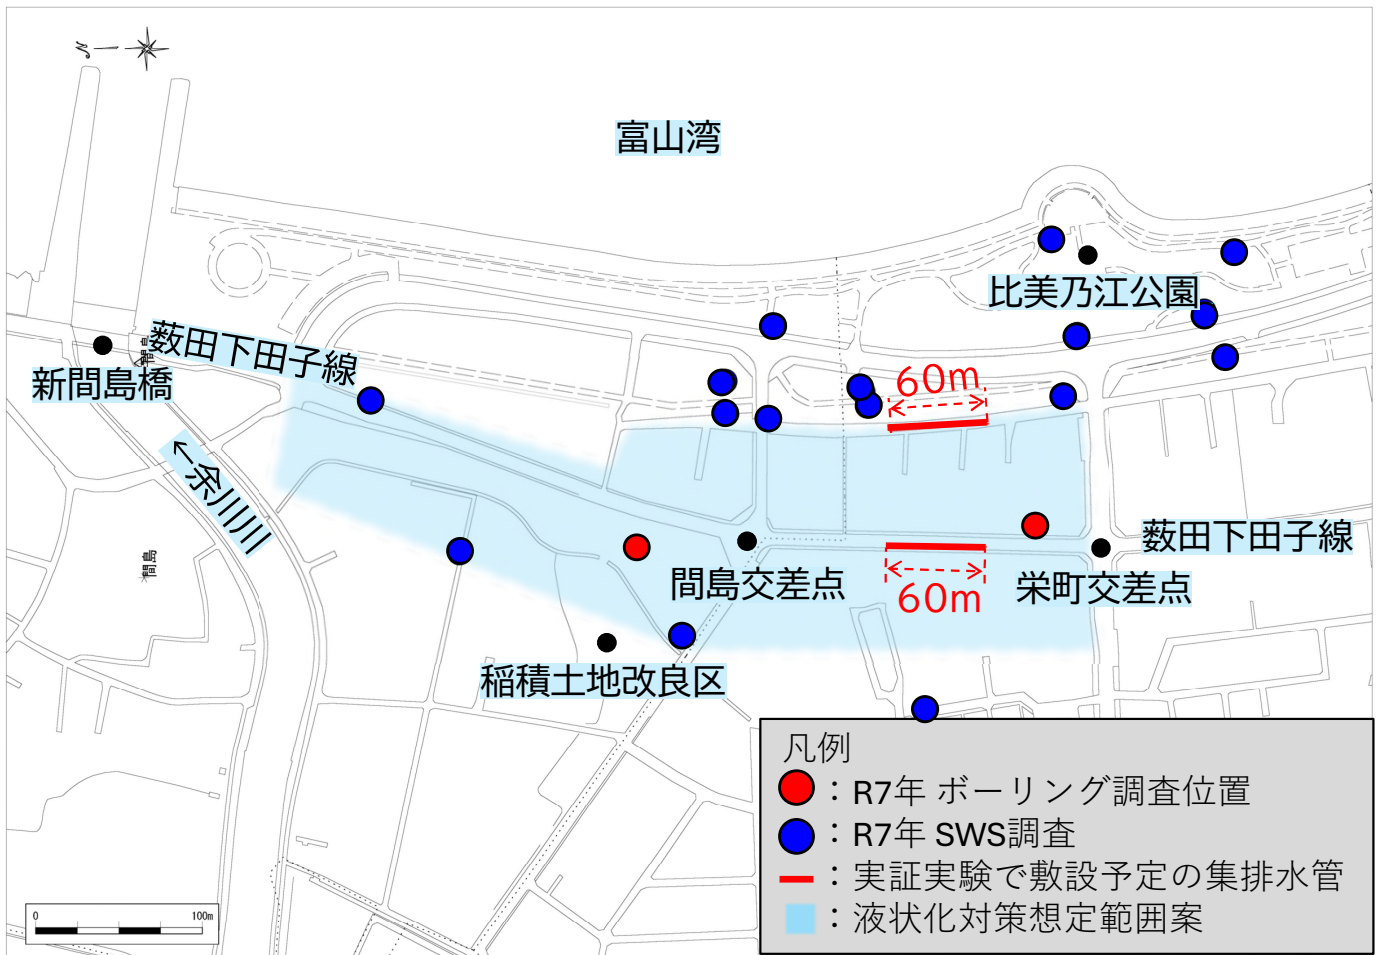 N
富山湾
比美乃江公園
薮田下田子線
間島
新間島橋
60m
←余川川
間島
薮田下田子線
間島交差点
60m
栄町交差点
稲積土地改良区
凡例
：R7年 ボーリング調査位置
：R7年 SWS調査
：実証実験で敷設予定の集排水管
：液状化対策想定範囲案
0 100m